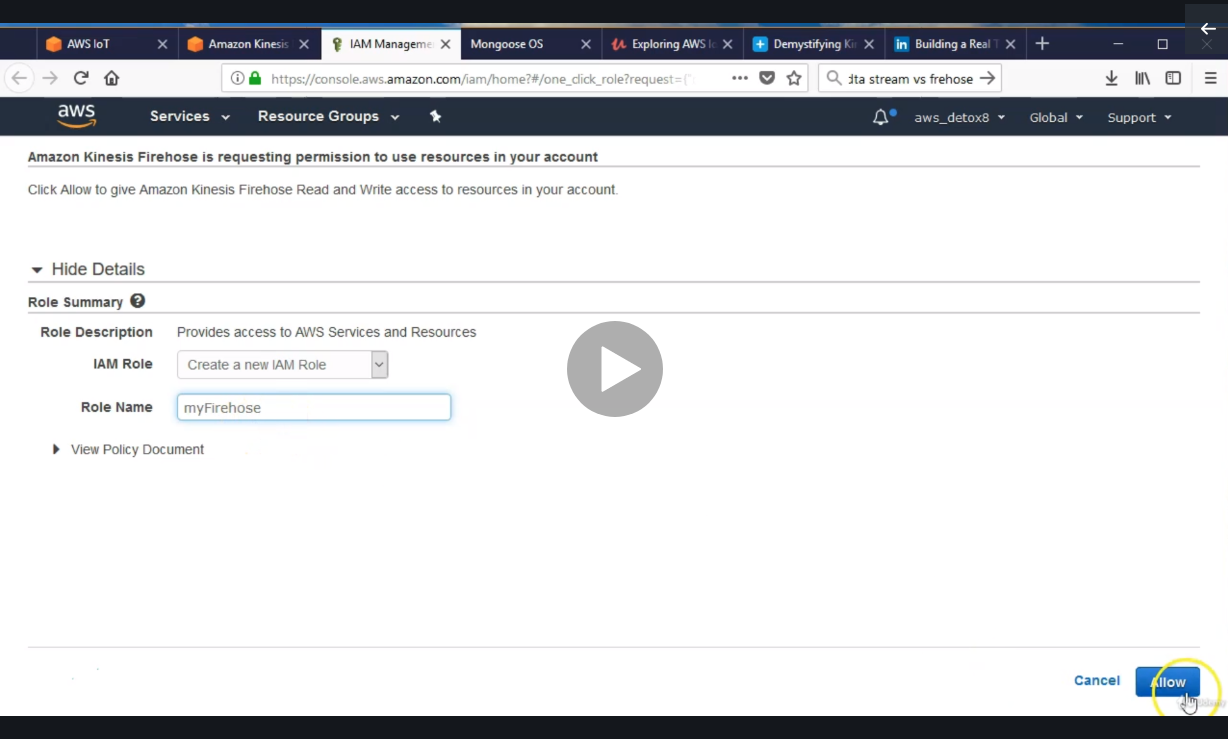 AWS IoT
Amazon Kinesis
IAM Manageme
Mongoose OS
Exploring AWS Io
Demystifying Kin
Building a Real T
https://console.aws.amazon.com/iam/home?#/one_click_role?request={"
dta stream vs frehose
aws
Services
Resource Groups
aws_detox8
Global
Support
Amazon Kinesis Firehose is requesting permission to use resources in your account
Click Allow to give Amazon Kinesis Firehose Read and Write access to resources in your account.
Hide Details
Role Summary ?
Role Description Provides access to AWS Services and Resources
IAM Role Create a new IAM Role
Role Name myFirehose
View Policy Document
Cancel Allow